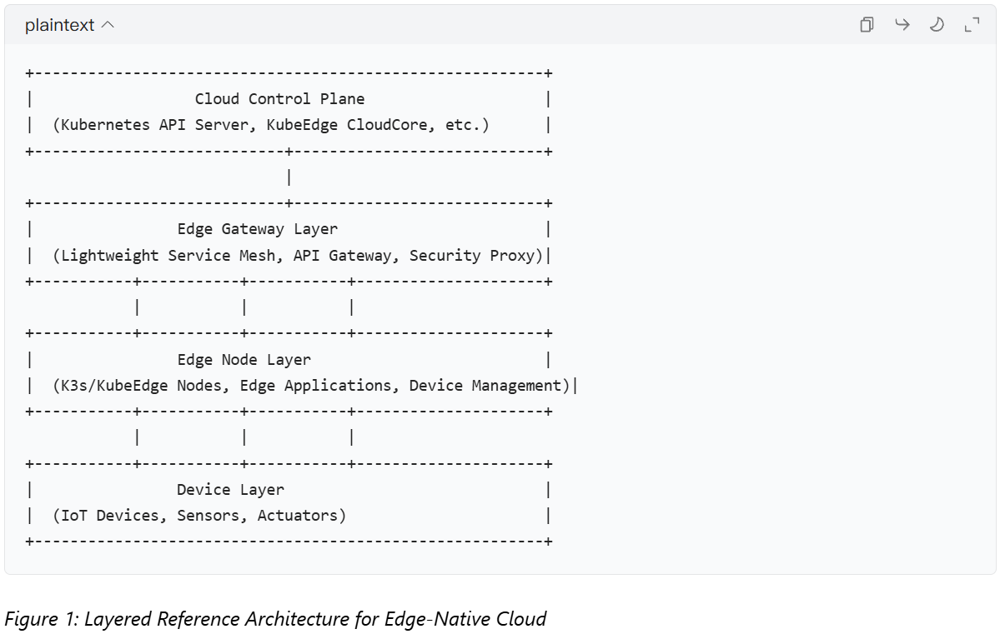 plaintext
+---------------------------------------------------------+
|                  Cloud Control Plane                    |
|  (Kubernetes API Server, KubeEdge CloudCore, etc.)      |
+----------------------------+----------------------------+
                             |
+----------------------------+----------------------------+
|                Edge Gateway Layer                       |
|  (Lightweight Service Mesh, API Gateway, Security Proxy)|
+-----------+-----------+-----------+---------------------+
            |           |           |
+-----------+-----------+-----------+---------------------+
|                Edge Node Layer                          |
|  (K3s/KubeEdge Nodes, Edge Applications, Device Management)|
+-----------+-----------+-----------+---------------------+
            |           |           |
+-----------+-----------+-----------+---------------------+
|                Device Layer                             |
|  (IoT Devices, Sensors, Actuators)                      |
+---------------------------------------------------------+
Figure 1: Layered Reference Architecture for Edge-Native Cloud